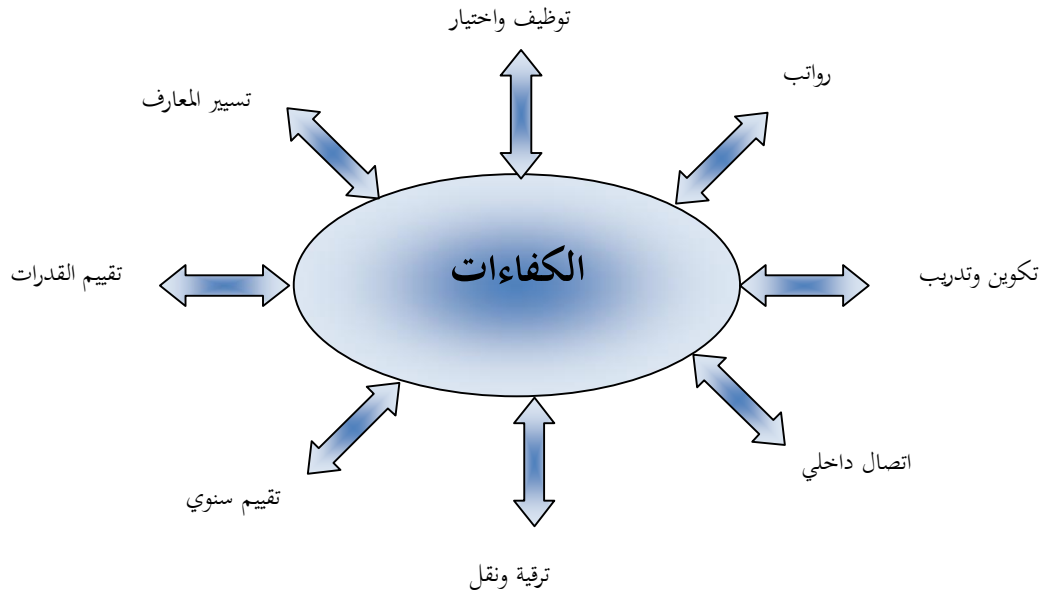 توظيف واختيار
رواتب
تسيير المعارف
الكفاءات
تكوين وتدريب
تقييم القدرات
اتصال داخلي
تقييم سنوي
ترقية ونقل